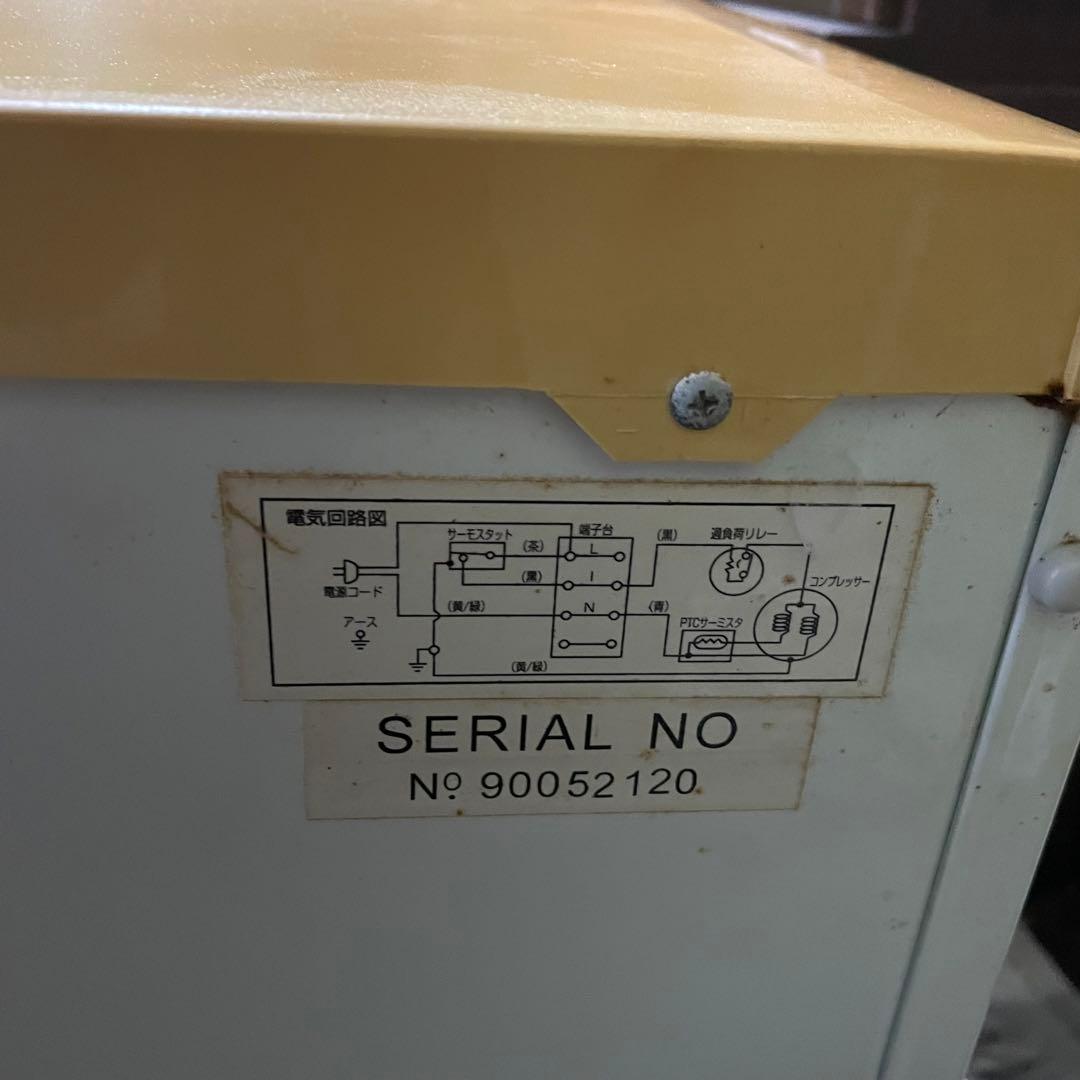 電気回路図
サーモスタット
端子台
過負荷リレー
(茶)
L
(黒)
(黒)
I
コンプレッサー
電源コード
(黄/緑)
N
(青)
アース
PTCサーミスタ
(黄/緑)
SERIAL NO
Nº 90052120